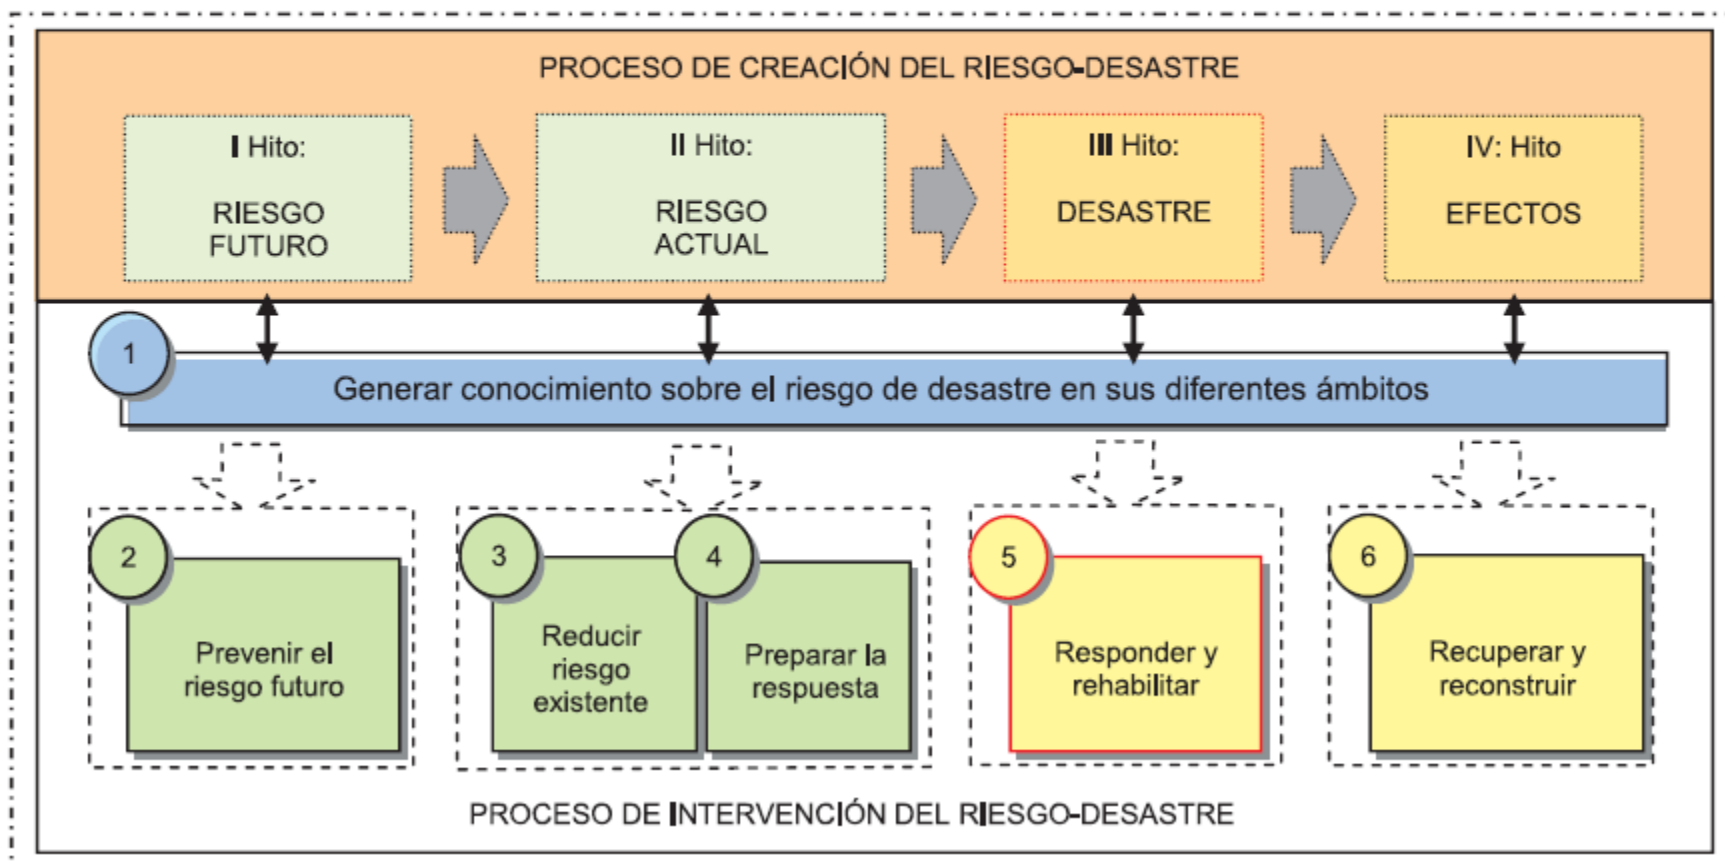 PROCESO DE CREACIÓN DEL RIESGO-DESASTRE
I Hito:
RIESGO
FUTURO
II Hito:
RIESGO
ACTUAL
III Hito:
DESASTRE
IV: Hito
EFECTOS
1
Generar conocimiento sobre el riesgo de desastre en sus diferentes ámbitos
2
Prevenir el
riesgo futuro
3
Reducir
riesgo
existente
4
Preparar la
respuesta
5
Responder y
rehabilitar
6
Recuperar y
reconstruir
PROCESO DE INTERVENCIÓN DEL RIESGO-DESASTRE